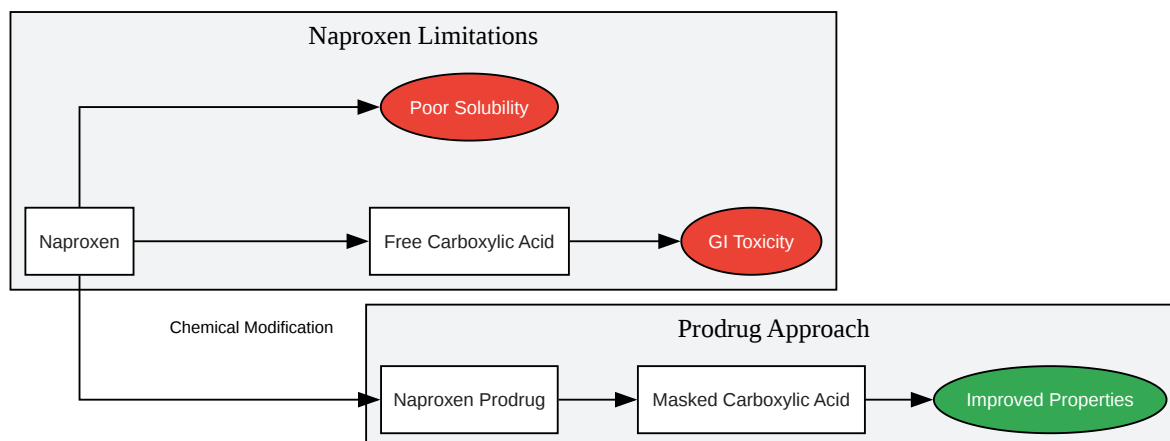 Naproxen Limitations
Poor Solubility
Naproxen
Free Carboxylic Acid
GI Toxicity
Chemical Modification
Prodrug Approach
Naproxen Prodrug
Masked Carboxylic Acid
Improved Properties